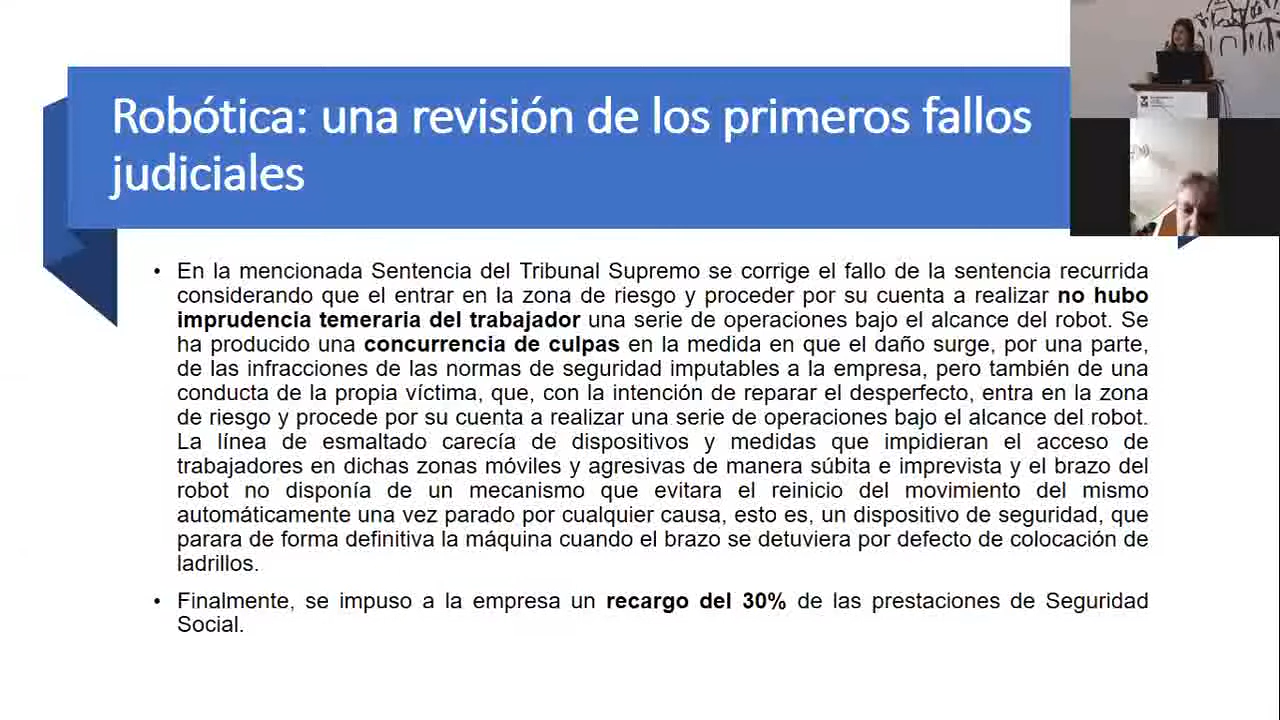 Robótica: una revisión de los primeros fallos
judiciales
• En la mencionada Sentencia del Tribunal Supremo se corrige el fallo de la sentencia recurrida
considerando que el entrar en la zona de riesgo y proceder por su cuenta a realizar no hubo
imprudencia temeraria del trabajador una serie de operaciones bajo el alcance del robot. Se
ha producido una concurrencia de culpas en la medida en que el daño surge, por una parte,
de las infracciones de las normas de seguridad imputables a la empresa, pero también de una
conducta de la propia víctima, que, con la intención de reparar el desperfecto, entra en la zona
de riesgo y procede por su cuenta a realizar una serie de operaciones bajo el alcance del robot.
La línea de esmaltado carecía de dispositivos y medidas que impidieran el acceso de
trabajadores en dichas zonas móviles y agresivas de manera súbita e imprevista y el brazo del
robot no disponía de un mecanismo que evitara el reinicio del movimiento del mismo
automáticamente una vez parado por cualquier causa, esto es, un dispositivo de seguridad, que
parara de forma definitiva la máquina cuando el brazo se detuviera por defecto de colocación de
ladrillos.
• Finalmente, se impuso a la empresa un recargo del 30% de las prestaciones de Seguridad
Social.